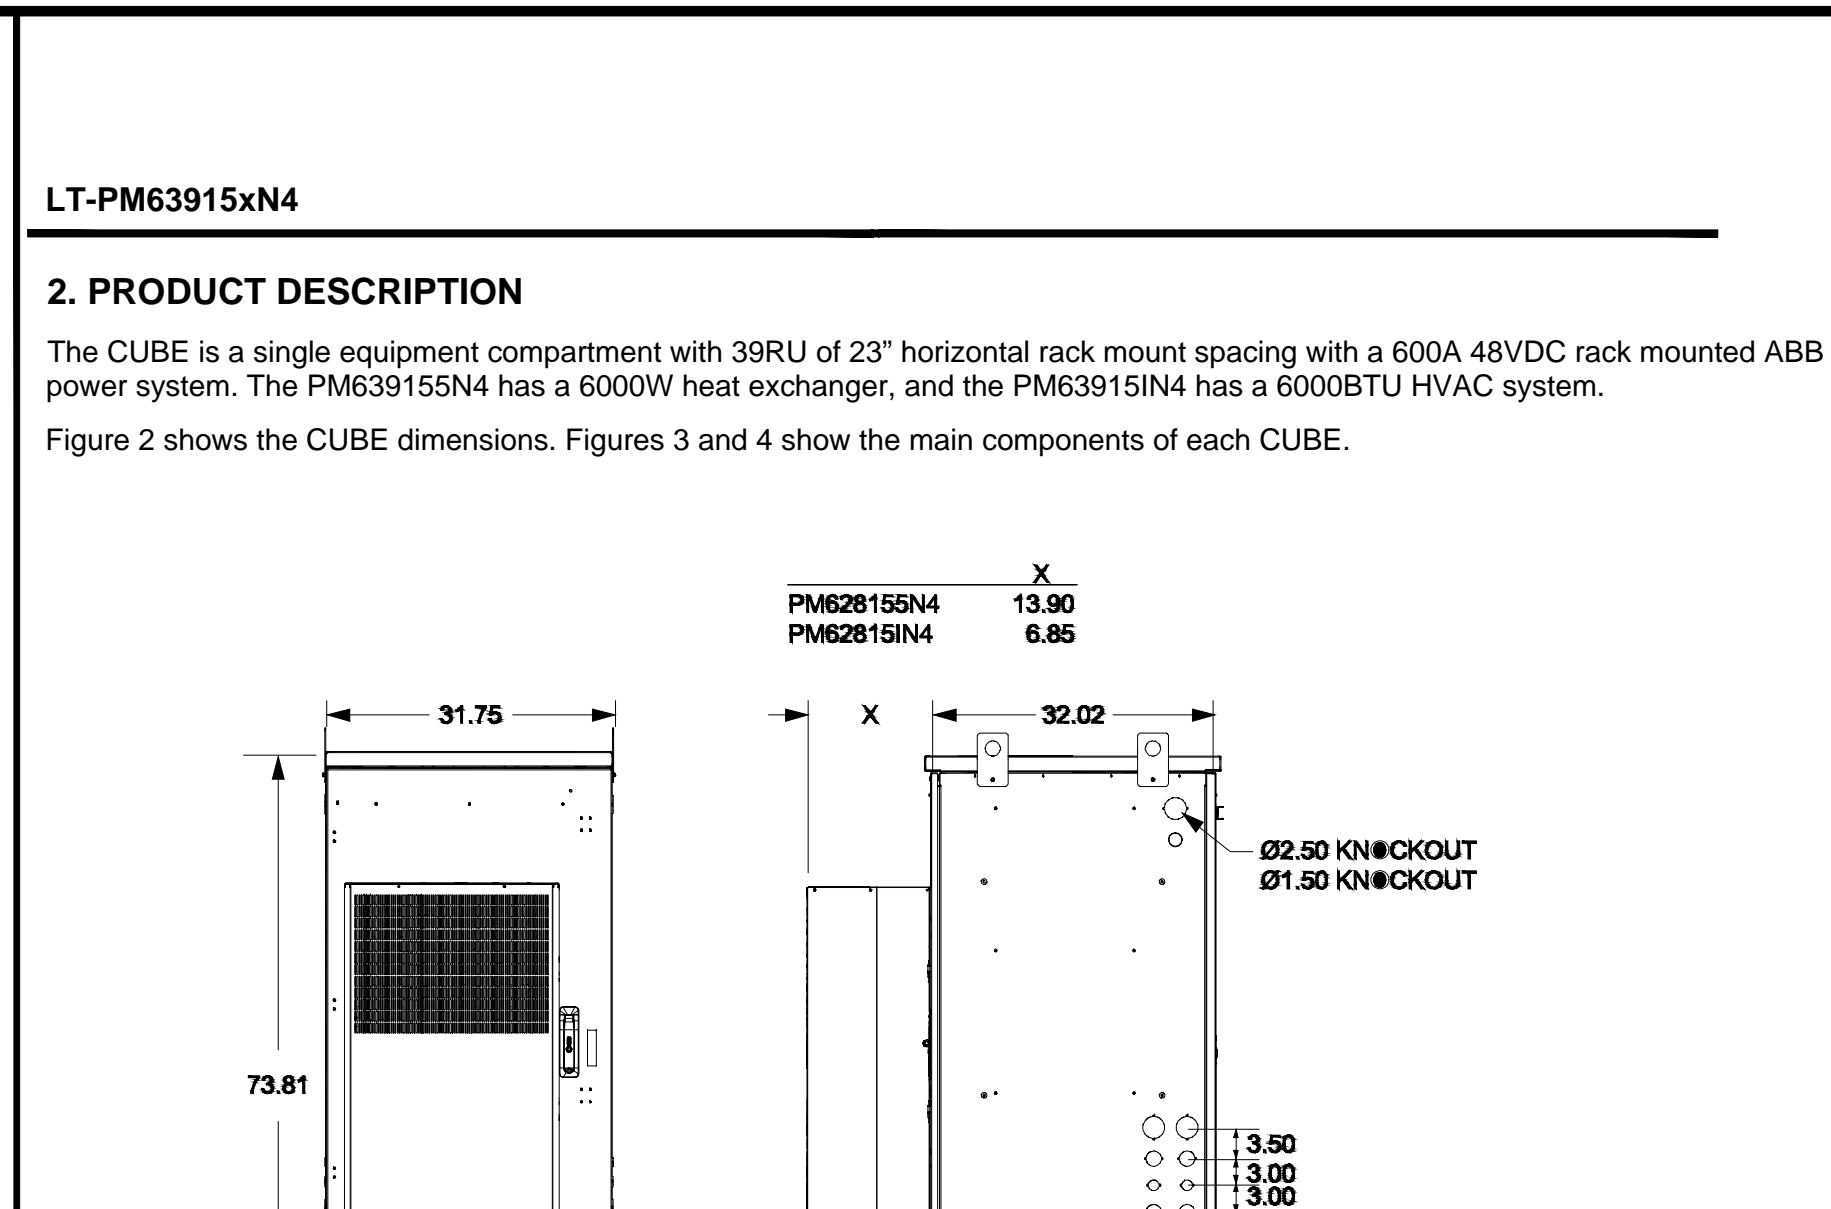 LT-PM63915xN4
2. PRODUCT DESCRIPTION
The CUBE is a single equipment compartment with 39RU of 23” horizontal rack mount spacing with a 600A 48VDC rack mounted ABB
power system. The PM639155N4 has a 6000W heat exchanger, and the PM63915IN4 has a 6000BTU HVAC system.
Figure 2 shows the CUBE dimensions. Figures 3 and 4 show the main components of each CUBE.
X
PM628155N4 13.90
PM62815IN4 6.85
31.75 X 32.02
Ø2.50 KNOCKOUT
Ø1.50 KNOCKOUT
73.81
3.50
3.00
3.00